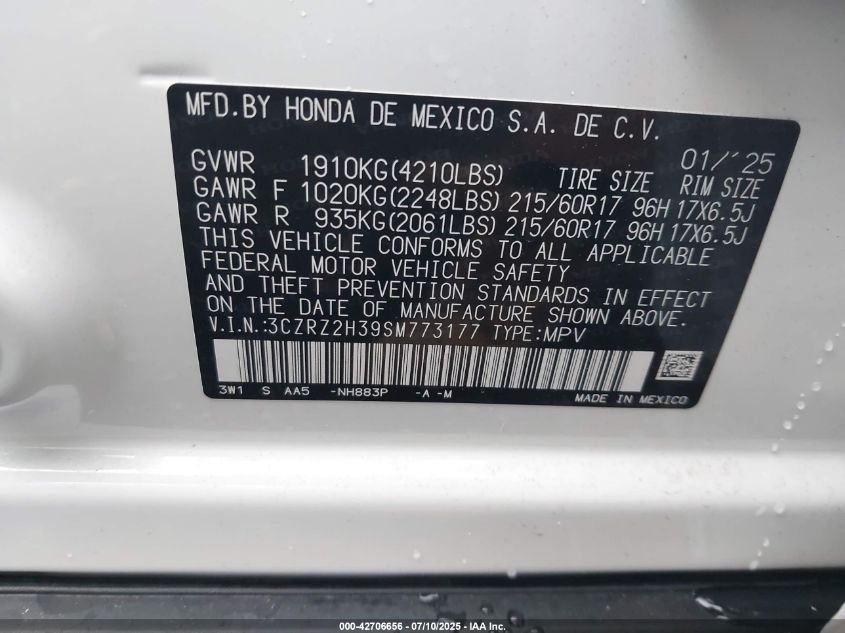 MFD.BY HONDA DE MEXICO S.A. DE C.V.
01/'25
GVWR 1910KG(4210LBS) TIRE SIZE RIM SIZE
GAWR F 1020KG(2248LBS) 215/60R17 96H 17X6.5J
GAWR R 935KG(2061LBS) 215/60R17 96H 17X6.5J
THIS VEHICLE CONFORMS TO ALL APPLICABLE
FEDERAL MOTOR VEHICLE SAFETY
AND THEFT PREVENTION STANDARDS IN EFFECT
ON THE DATE OF MANUFACTURE SHOWN ABOVE.
V.I.N.:3CZRZ2H39SM773177 TYPE:MPV
3W1 S AA5 -NH883P -A -M
MADE IN MEXICO
000-42706656 - 07/10/2025 - IAA Inc.